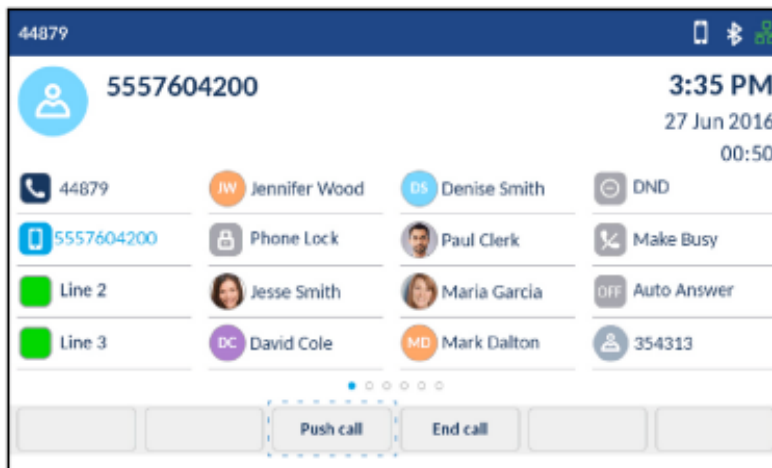 44879
5557604200
3:35 PM
27 Jun 2016
00:50
44879 JW Jennifer Wood DS Denise Smith DND
5557604200 Phone Lock Paul Clerk Make Busy
Line 2 Jesse Smith Maria Garcia OFF Auto Answer
Line 3 DC David Cole MD Mark Dalton 354313
Push call End call